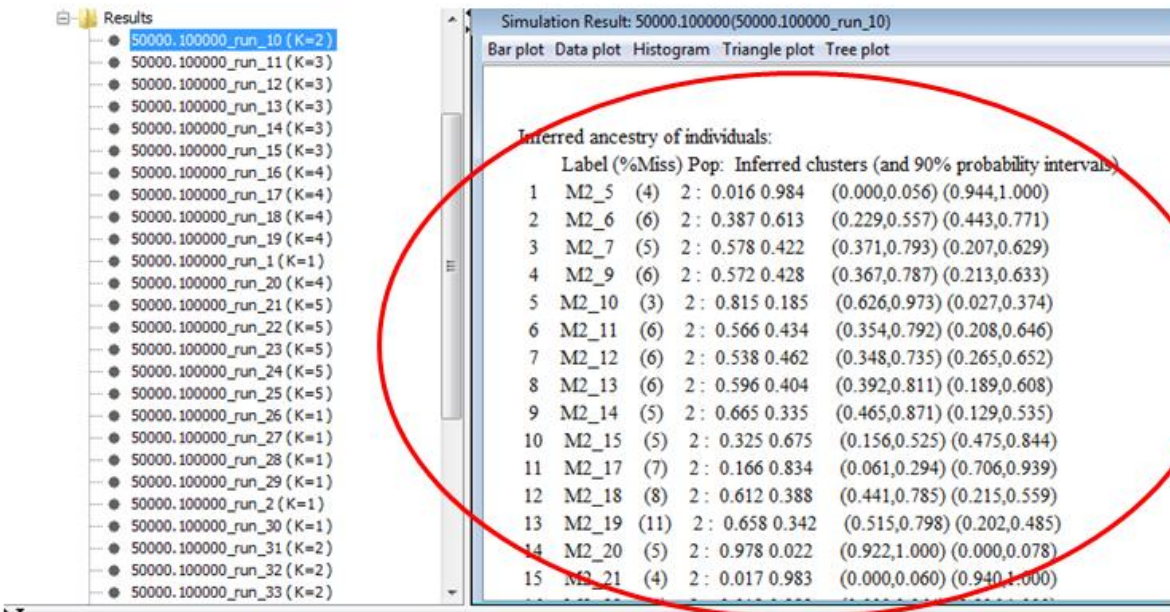 Results
50000.100000_run_10 (K=2)
50000.100000_run_11 (K=3)
50000.100000_run_12 (K=3)
50000.100000_run_13 (K=3)
50000.100000_run_14 (K=3)
50000.100000_run_15 (K=3)
50000.100000_run_16 (K=4)
50000.100000_run_17 (K=4)
50000.100000_run_18 (K=4)
50000.100000_run_19 (K=4)
50000.100000_run_1 (K=1)
50000.100000_run_20 (K=4)
50000.100000_run_21 (K=5)
50000.100000_run_22 (K=5)
50000.100000_run_23 (K=5)
50000.100000_run_24 (K=5)
50000.100000_run_25 (K=5)
50000.100000_run_26 (K=1)
50000.100000_run_27 (K=1)
50000.100000_run_28 (K=1)
50000.100000_run_29 (K=1)
50000.100000_run_2 (K=1)
50000.100000_run_30 (K=1)
50000.100000_run_31 (K=2)
50000.100000_run_32 (K=2)
50000.100000_run_33 (K=2)
Simulation Result: 50000.100000(50000.100000_run_10)
Bar plot Data plot Histogram Triangle plot Tree plot
Inferred ancestry of individuals:
Label (%Miss) Pop: Inferred clusters (and 90% probability intervals)
1 M2_5 (4) 2 : 0.016 0.984 (0.000,0.056) (0.944,1.000)
2 M2_6 (6) 2 : 0.387 0.613 (0.229,0.557) (0.443,0.771)
3 M2_7 (5) 2 : 0.578 0.422 (0.371,0.793) (0.207,0.629)
4 M2_9 (6) 2 : 0.572 0.428 (0.367,0.787) (0.213,0.633)
5 M2_10 (3) 2 : 0.815 0.185 (0.626,0.973) (0.027,0.374)
6 M2_11 (6) 2 : 0.566 0.434 (0.354,0.792) (0.208,0.646)
7 M2_12 (6) 2 : 0.538 0.462 (0.348,0.735) (0.265,0.652)
8 M2_13 (6) 2 : 0.596 0.404 (0.392,0.811) (0.189,0.608)
9 M2_14 (5) 2 : 0.665 0.335 (0.465,0.871) (0.129,0.535)
10 M2_15 (5) 2 : 0.325 0.675 (0.156,0.525) (0.475,0.844)
11 M2_17 (7) 2 : 0.166 0.834 (0.061,0.294) (0.706,0.939)
12 M2_18 (8) 2 : 0.612 0.388 (0.441,0.785) (0.215,0.559)
13 M2_19 (11) 2 : 0.658 0.342 (0.515,0.798) (0.202,0.485)
14 M2_20 (5) 2 : 0.978 0.022 (0.922,1.000) (0.000,0.078)
15 M2_21 (4) 2 : 0.017 0.983 (0.000,0.060) (0.940,1.000)